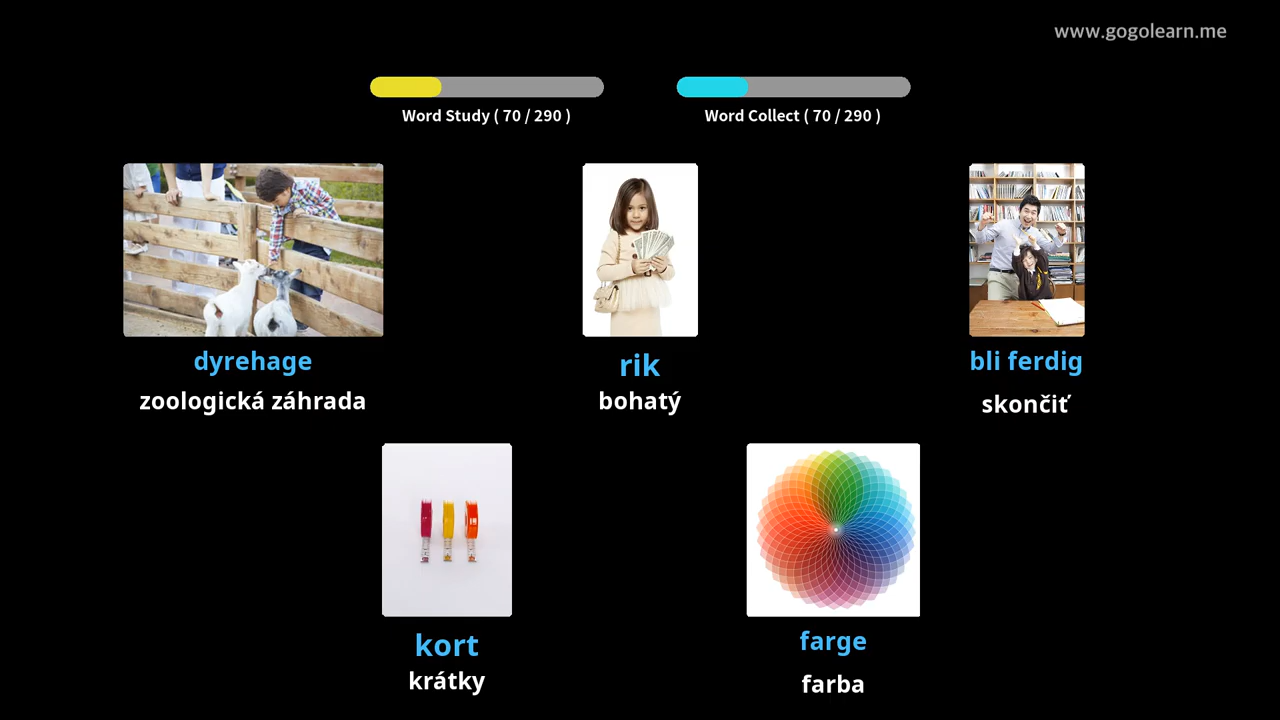 www.gogolearn.me
Word Study ( 70 / 290 )
Word Collect ( 70 / 290 )
dyrehage
zoologická záhrada
rik
bohatý
bli ferdig
skončiť
kort
krátky
farge
farba